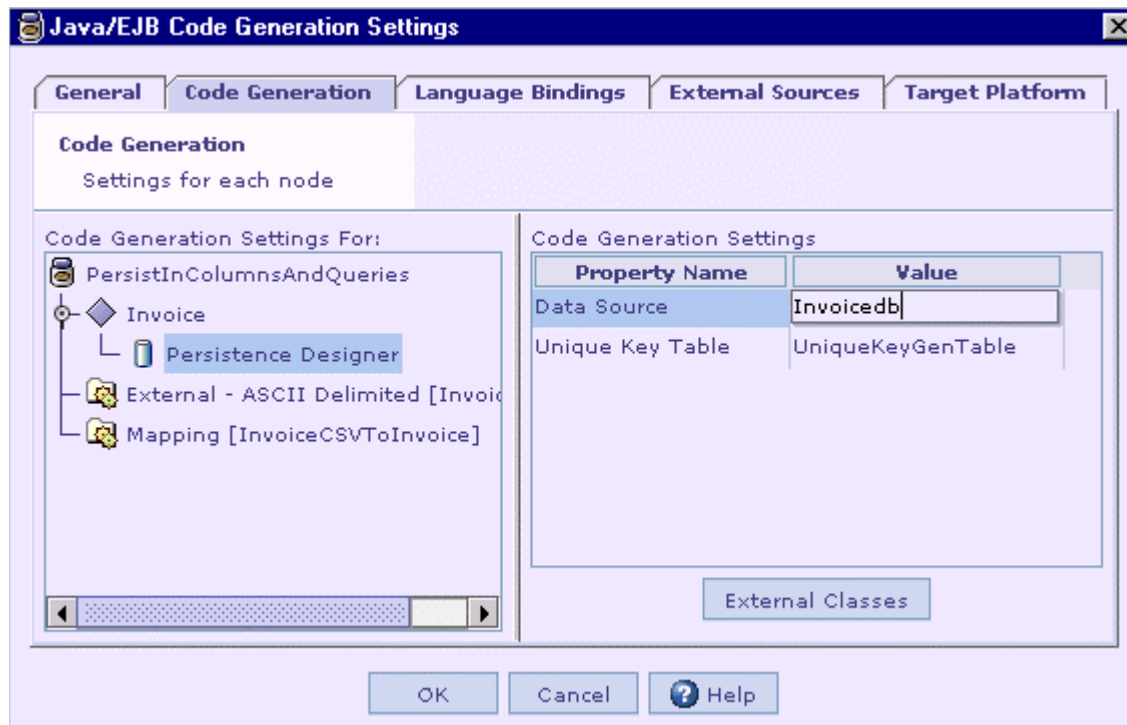 Java/EJB Code Generation Settings
General Code Generation Language Bindings External Sources Target Platform
Code Generation
Settings for each node
Code Generation Settings For:
PersistInColumnsAndQueries
Invoice
Persistence Designer
External - ASCII Delimited [Invoic
Mapping [InvoiceCSVToInvoice]
Code Generation Settings
Property Name Value
Data Source Invoicedb
Unique Key Table UniqueKeyGenTable
External Classes
OK Cancel Help